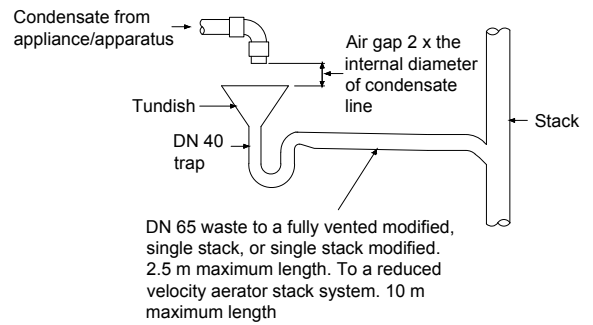 Condensate from
appliance/apparatus
Air gap 2 x the
internal diameter
of condensate
line
Tundish
Stack
DN 40
trap
DN 65 waste to a fully vented modified,
single stack, or single stack modified.
2.5 m maximum length. To a reduced
velocity aerator stack system. 10 m
maximum length